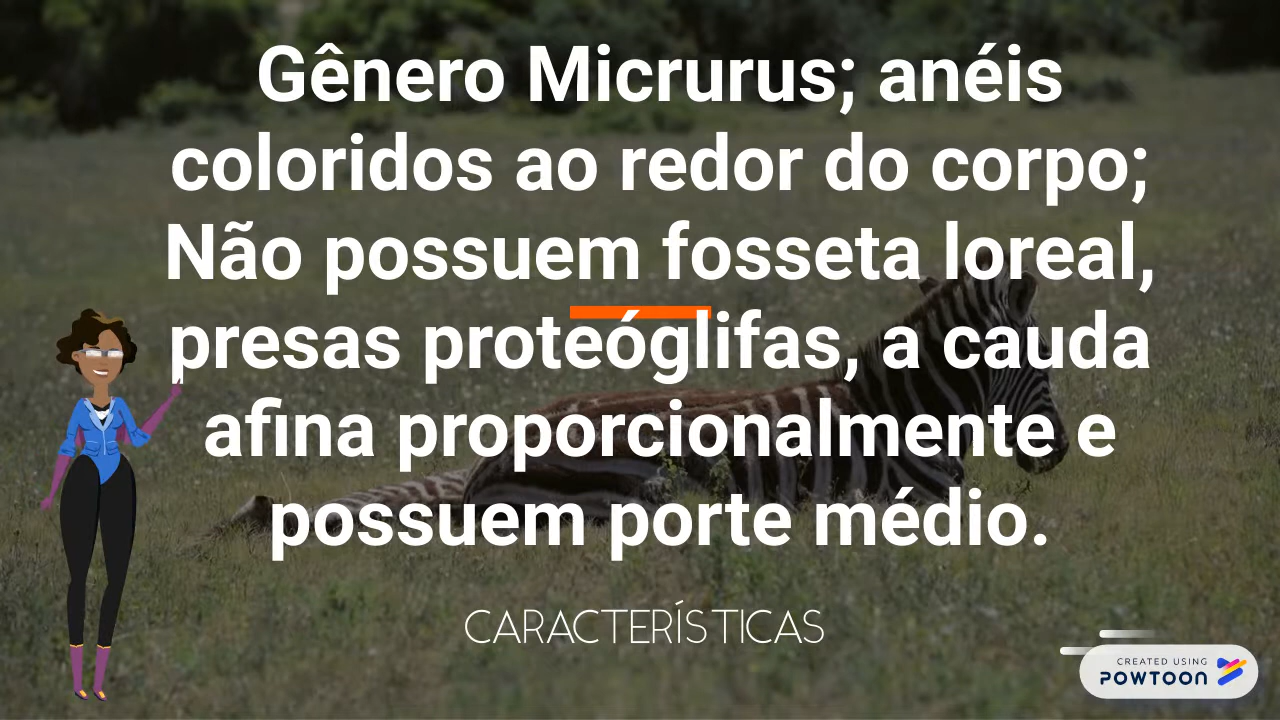 Gênero Micrurus; anéis
coloridos ao redor do corpo;
Não possuem fosseta loreal,
presas proteóglifas, a cauda
afina proporcionalmente e
possuem porte médio.
CARACTERÍSTICAS
CREATED USING
POWTOON